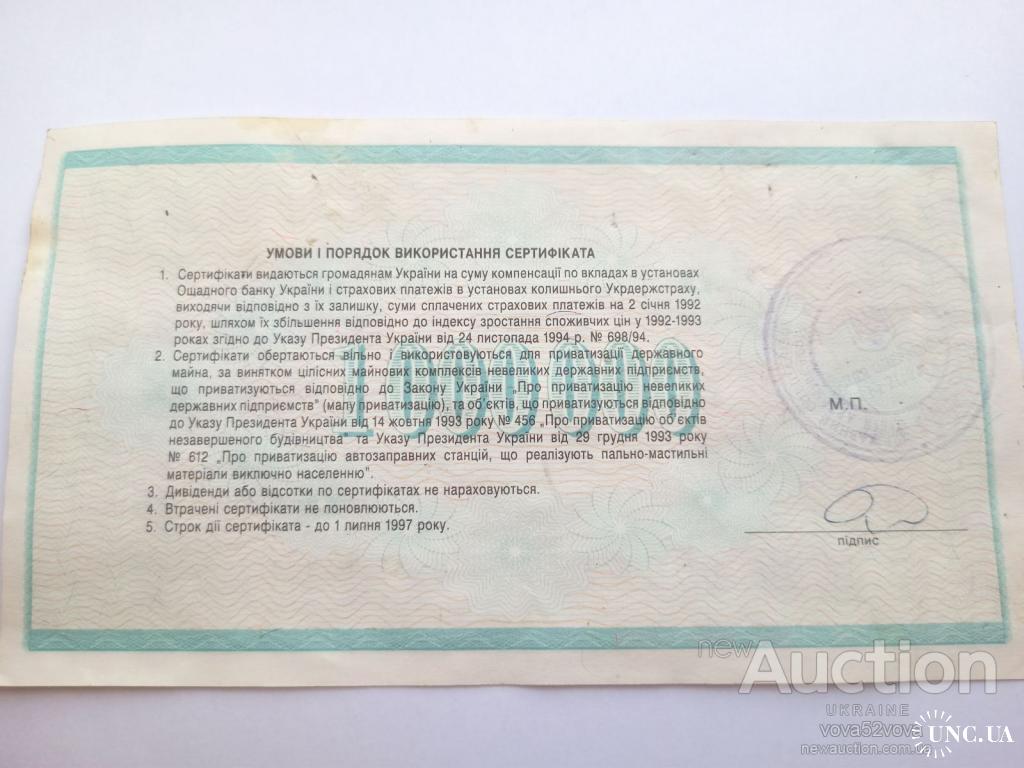 УМОВИ І ПОРЯДОК ВИКОРИСТАННЯ СЕРТИФІКАТА
1. Сертифікати видаються громадянам України на суму компенсації по вкладах в установах
Ощадного банку України і страхових платежів в установах колишнього Укрдержстраху,
виходячи відповідно з їх залишку, суми сплачених страхових платежів на 2 січня 1992
року, шляхом їх збільшення відповідно до індексу зростання споживчих цін у 1992-1993
роках згідно до Указу Президента України від 24 листопада 1994 р. № 698/94.
2. Сертифікати обертаються вільно і використовуються для приватизації державного
майна, за винятком цілісних майнових комплексів невеликих державних підприємств,
що приватизуються відповідно до Закону України „Про приватизацію невеликих
державних підприємств" (малу приватизацію), та об'єктів, що приватизуються відповідно
до Указу Президента України від 14 жовтня 1993 року № 456 „Про приватизацію об'єктів
незавершеного будівництва" та Указу Президента України від 29 грудня 1993 року
№ 612 „Про приватизацію автозаправних станцій, що реалізують пально-мастильні
матеріали виключно населенню".
3. Дивіденди або відсотки по сертифікатах не нараховуються.
4. Втрачені сертифікати не поновлюються.
5. Строк дії сертифіката - до 1 липня 1997 року.
1000000
М.П.
підпис
newAuction
UKRAINE
vova52vova
newauction.com.ua
UNC.UA